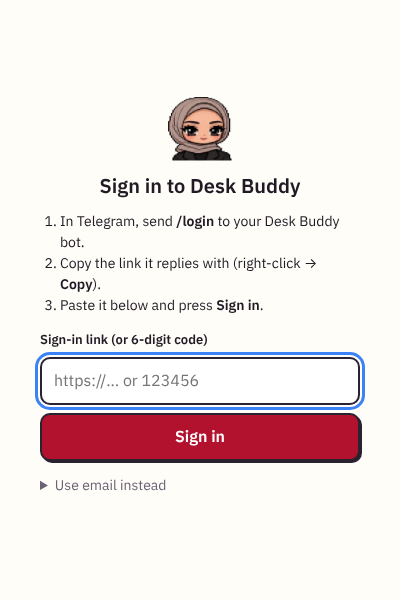 Sign in to Desk Buddy
1. In Telegram, send /login to your Desk Buddy
bot.
2. Copy the link it replies with (right-click →
Copy).
3. Paste it below and press Sign in.
Sign-in link (or 6-digit code)
https://... or 123456
Sign in
▶ Use email instead